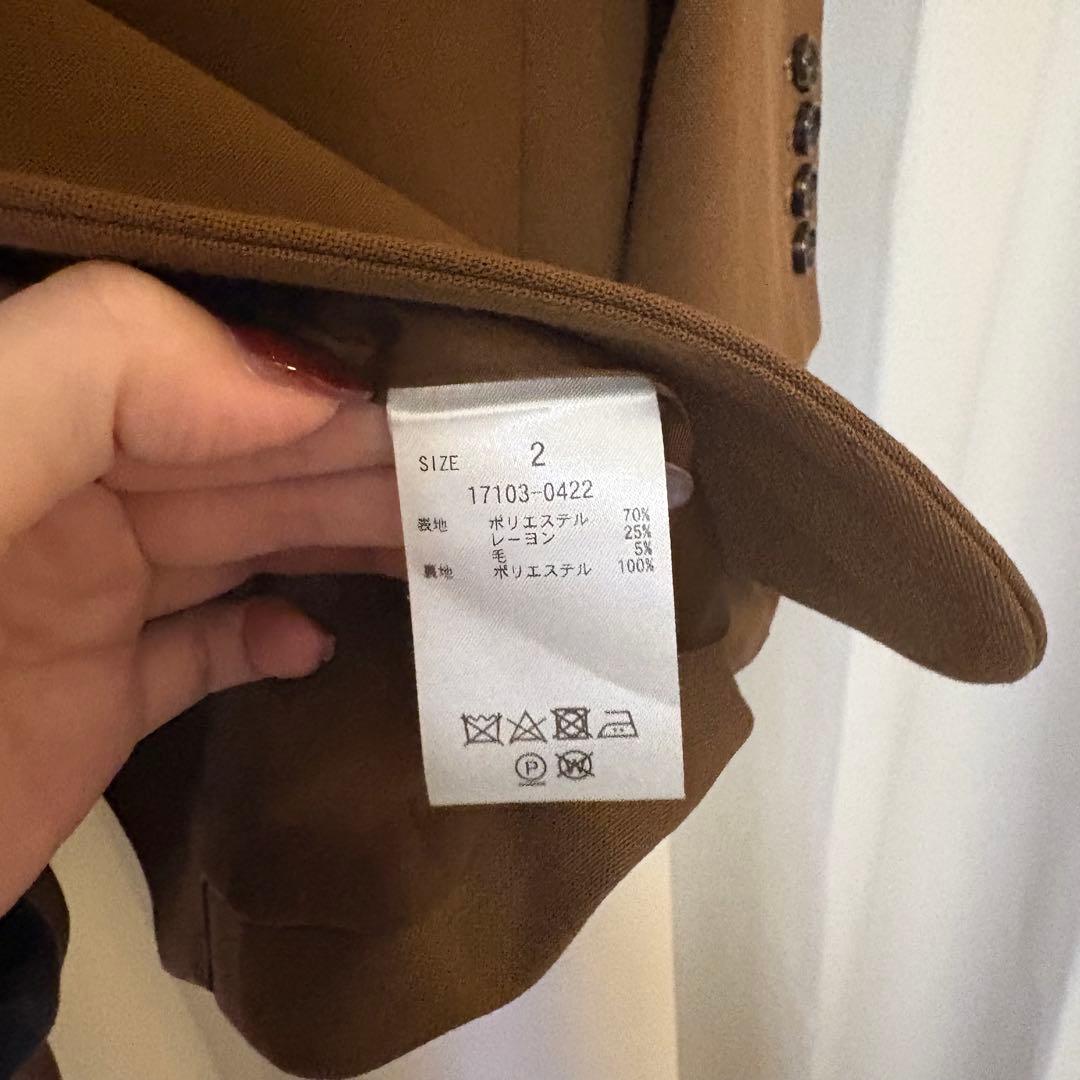 SIZE 2
17103-0422
表地 ポリエステル 70%
レーヨン 25%
毛 5%
裏地 ポリエステル 100%
P W